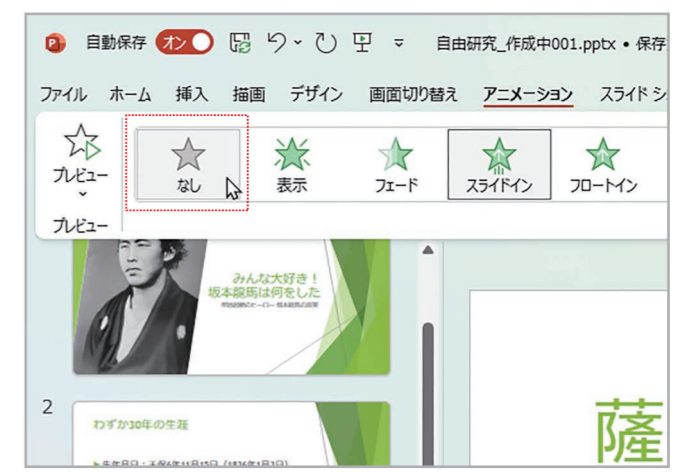 自動保存 オン 自由研究_作成中001.pptx • 保存
ファイル ホーム 挿入 描画 デザイン 画面切り替え アニメーション スライド シ
プレビュー なし 表示 フェード スライドイン フロートイン
プレビュー
みんな大好き!
坂本龍馬は何をした
2
わずか30年の生涯
薩